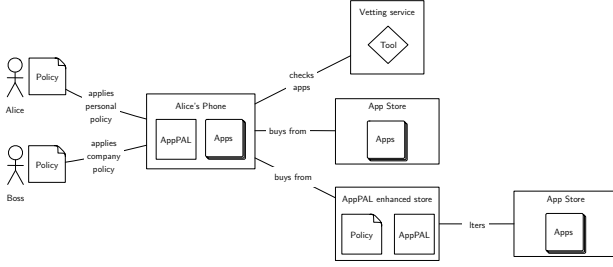 Vetting service
Tool
Policy
Alice
applies
personal
policy
checks
apps
Alice's Phone
AppPAL
Apps
App Store
Apps
buys from
Policy
Boss
applies
company
policy
buys from
AppPAL enhanced store
Policy
AppPAL
lters
App Store
Apps